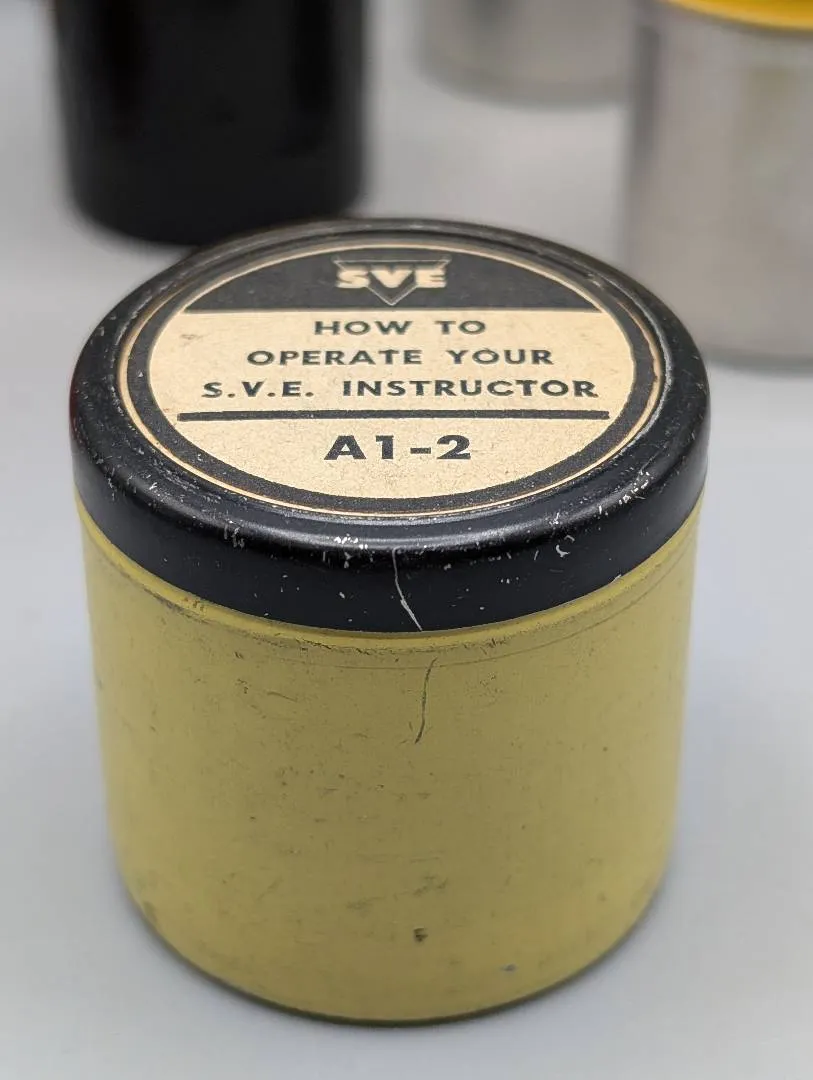 SVE
HOW TO
OPERATE YOUR
S.V.E. INSTRUCTOR
A1-2